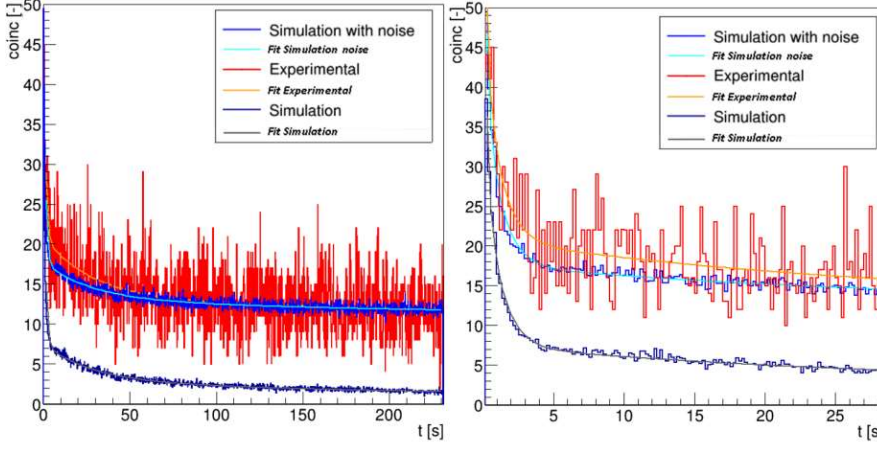 coinc [-]
50
45
40
35
30
25
20
15
10
5
0
Simulation with noise
Fit Simulation noise
Experimental
Fit Experimental
Simulation
Fit Simulation
0
50
100
150
200
t [s]
coinc [-]
50
45
40
35
30
25
20
15
10
5
0
Simulation with noise
Fit Simulation noise
Experimental
Fit Experimental
Simulation
Fit Simulation
5
10
15
20
25
t [s]